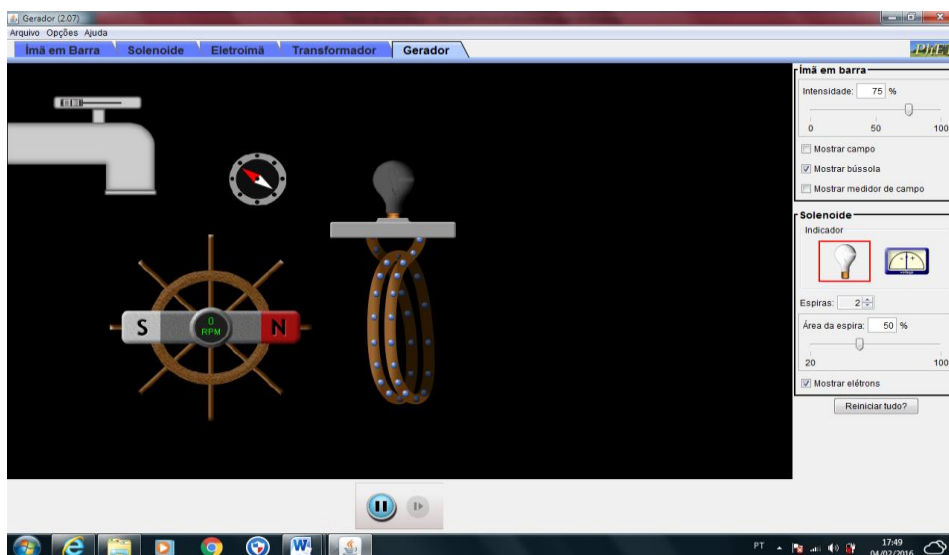 Gerador (2.07)
Arquivo Opções Ajuda
Ímã em Barra Solenoide Eletroimã Transformador Gerador
PhET
Ímã em barra
Intensidade: 75 %
0 50 100
Mostrar campo
Mostrar bússola
Mostrar medidor de campo
Solenoide
Indicador
Espiras: 2
Área da espira: 50 %
20 100
Mostrar elétrons
Reiniciar tudo?
S 0 N
RPM
PT 17:49
04/02/2016